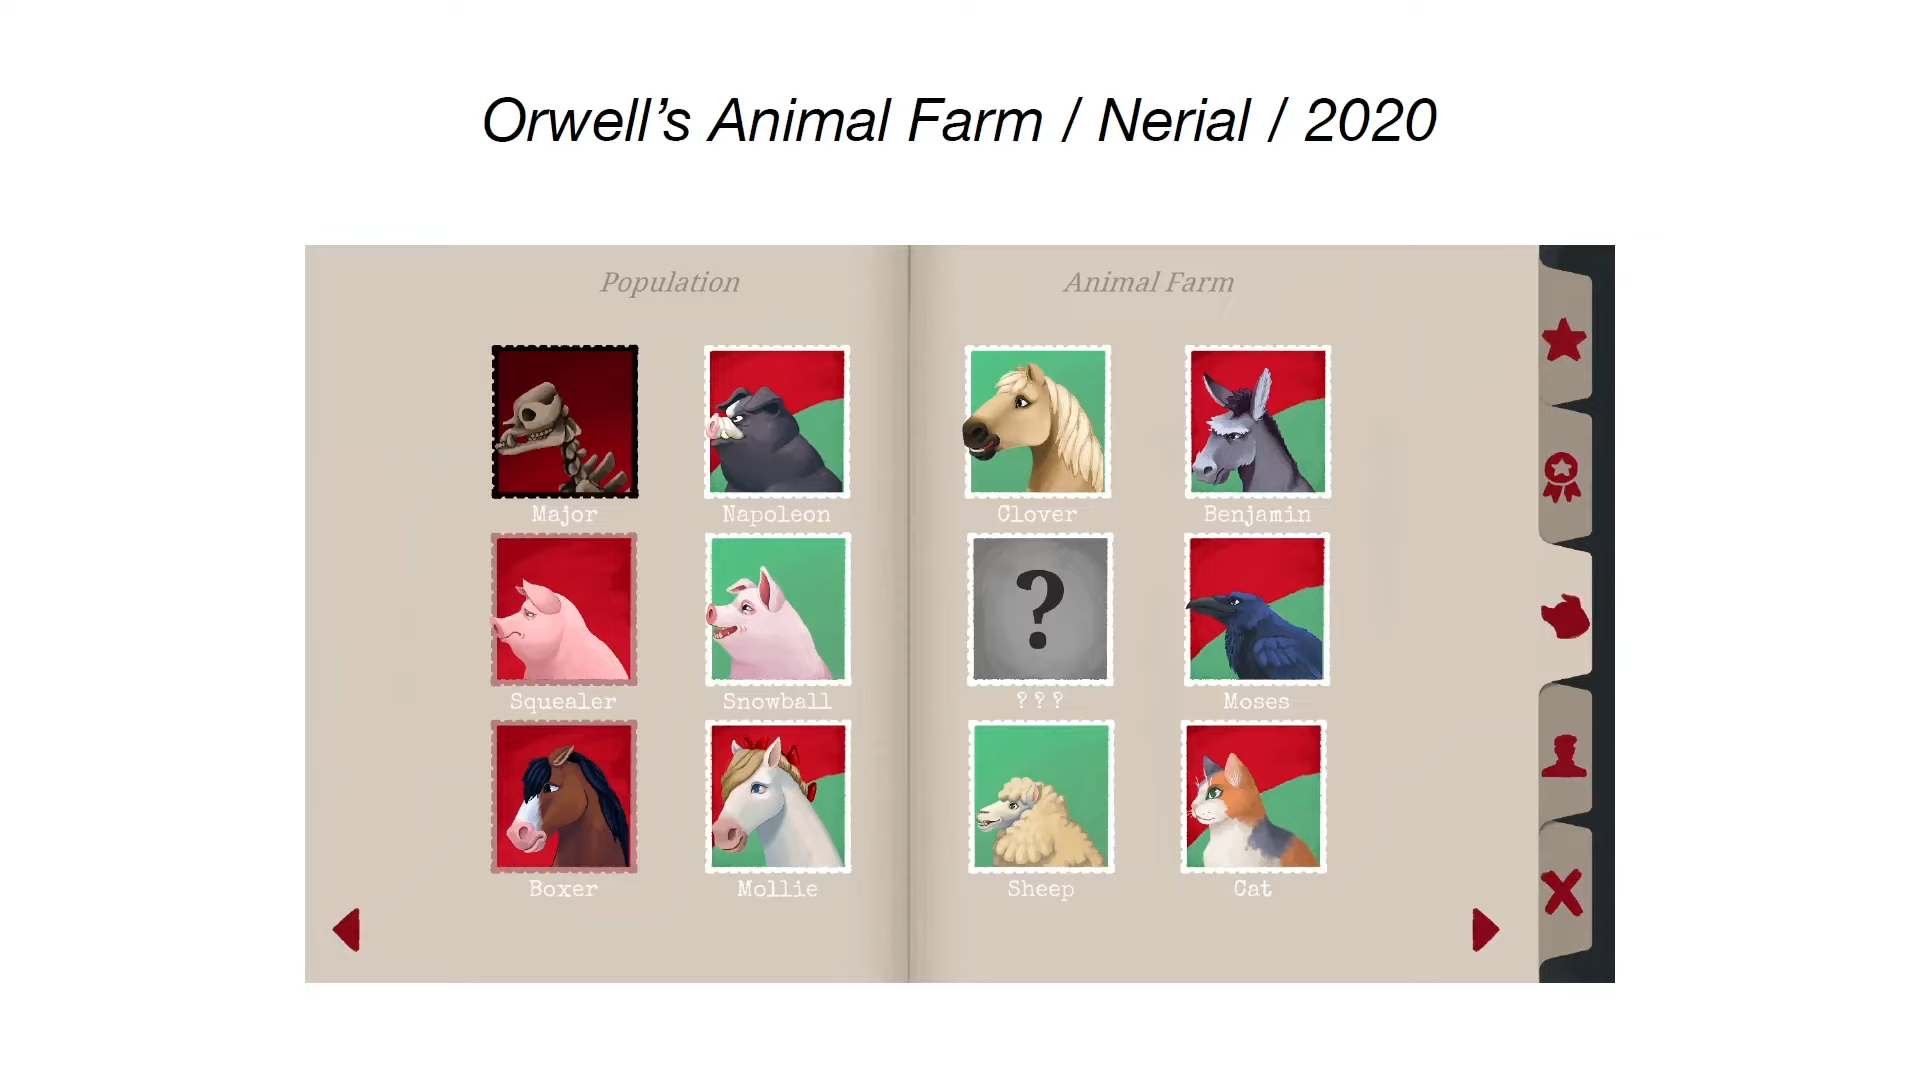 Orwell's Animal Farm / Nerial / 2020
Population
Animal Farm
Major
Napoleon
Clover
Benjamin
?
Squealer
Snowball
???
Moses
Boxer
Mollie
Sheep
Cat